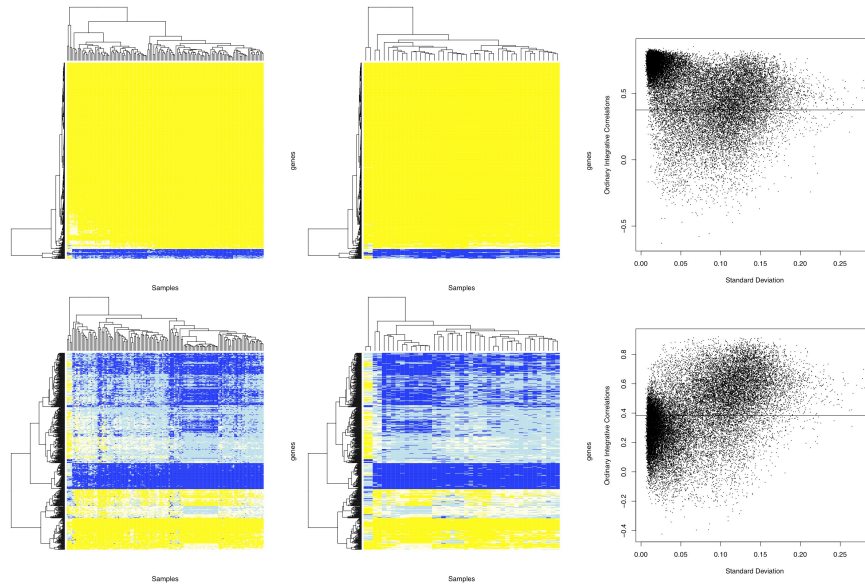 genes
Samples
genes
Samples
Ordinary Integrative Correlations
0.5
0.0
−0.5
0.00 0.05 0.10 0.15 0.20 0.25
Standard Deviation
genes
Samples
genes
Samples
Ordinary Integrative Correlations
0.8
0.6
0.4
0.2
0.0
−0.2
−0.4
0.00 0.05 0.10 0.15 0.20 0.25
Standard Deviation